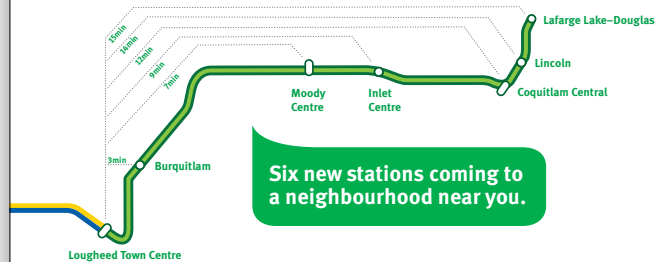 Lafarge Lake–Douglas
15min
14min
12min
9min
7min
Lincoln
Moody
Centre
Inlet
Centre
Coquitlam Central
3min
Burquitlam
Six new stations coming to
a neighbourhood near you.
Lougheed Town Centre